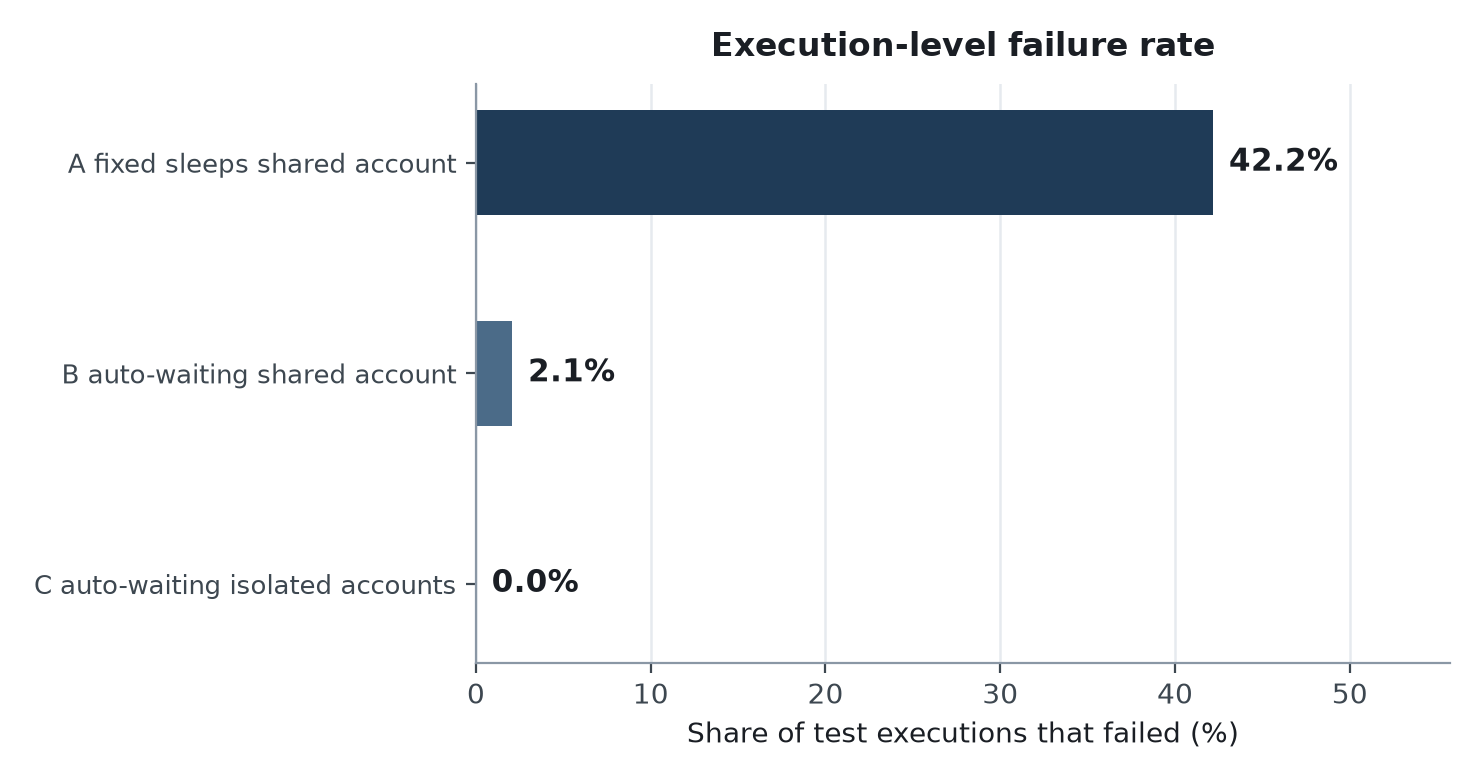 Execution-level failure rate
A fixed sleeps shared account
42.2%
B auto-waiting shared account
2.1%
C auto-waiting isolated accounts
0.0%
0 10 20 30 40 50
Share of test executions that failed (%)